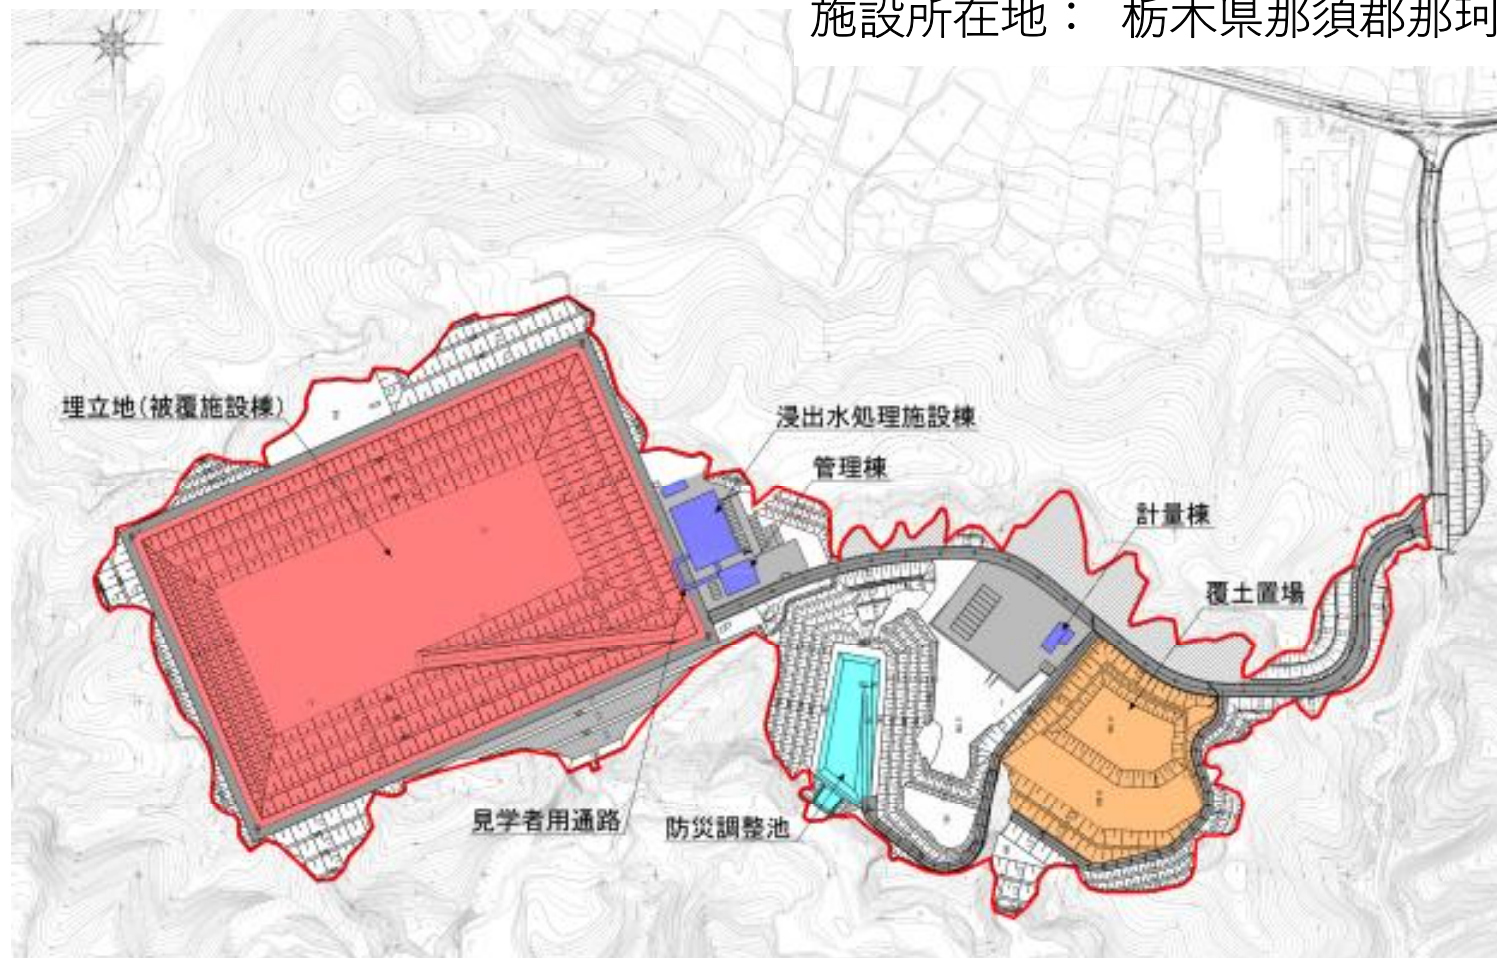 施設所在地： 栃木県那須郡那珂
埋立地(被覆施設棟)
浸出水処理施設棟
管理棟
計量棟
覆土置場
見学者用通路
防災調整池